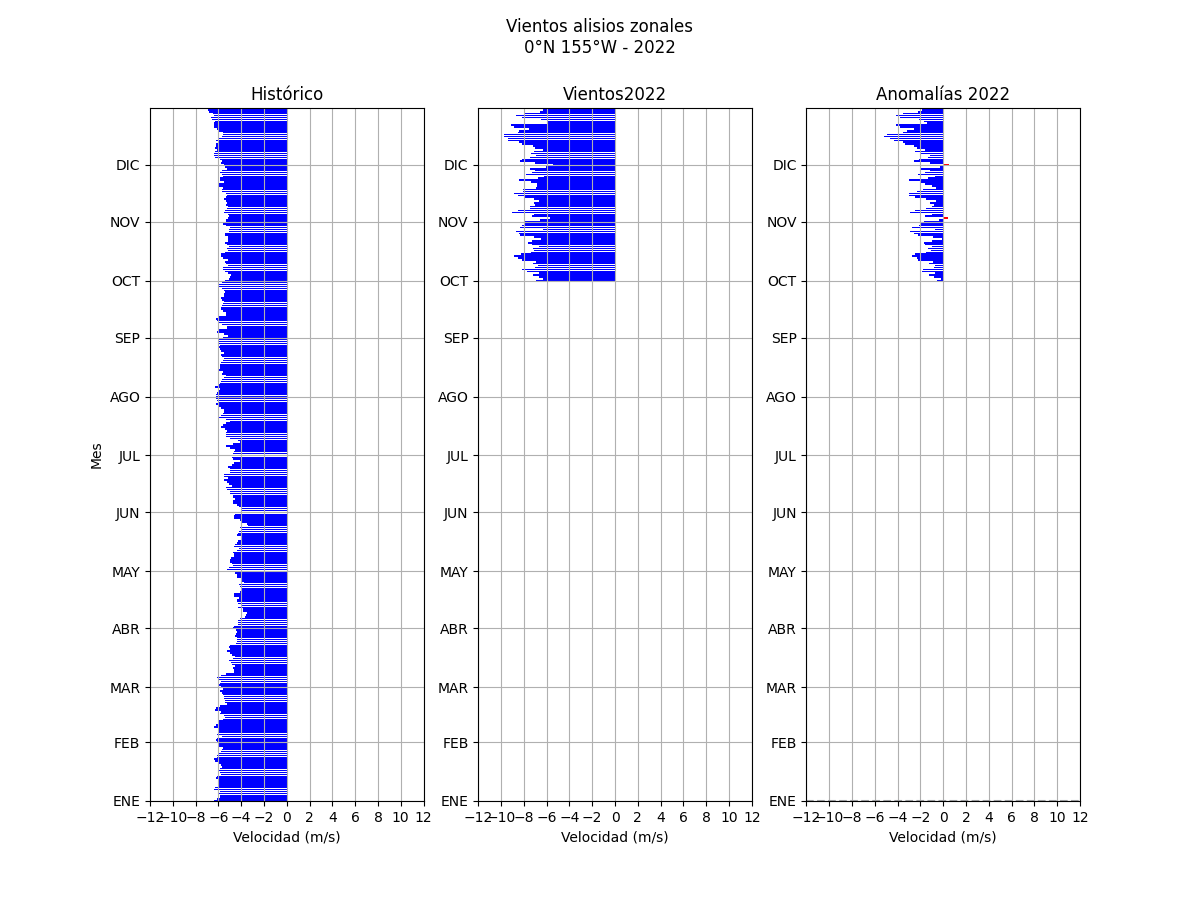 Vientos alisios zonales
0°N 155°W - 2022
Histórico
Vientos2022
Anomalías 2022
Mes
DIC
NOV
OCT
SEP
AGO
JUL
JUN
MAY
ABR
MAR
FEB
ENE
−12 −10 −8 −6 −4 −2 0 2 4 6 8 10 12
Velocidad (m/s)
DIC
NOV
OCT
SEP
AGO
JUL
JUN
MAY
ABR
MAR
FEB
ENE
−12 −10 −8 −6 −4 −2 0 2 4 6 8 10 12
Velocidad (m/s)
DIC
NOV
OCT
SEP
AGO
JUL
JUN
MAY
ABR
MAR
FEB
ENE
−12 −10 −8 −6 −4 −2 0 2 4 6 8 10 12
Velocidad (m/s)